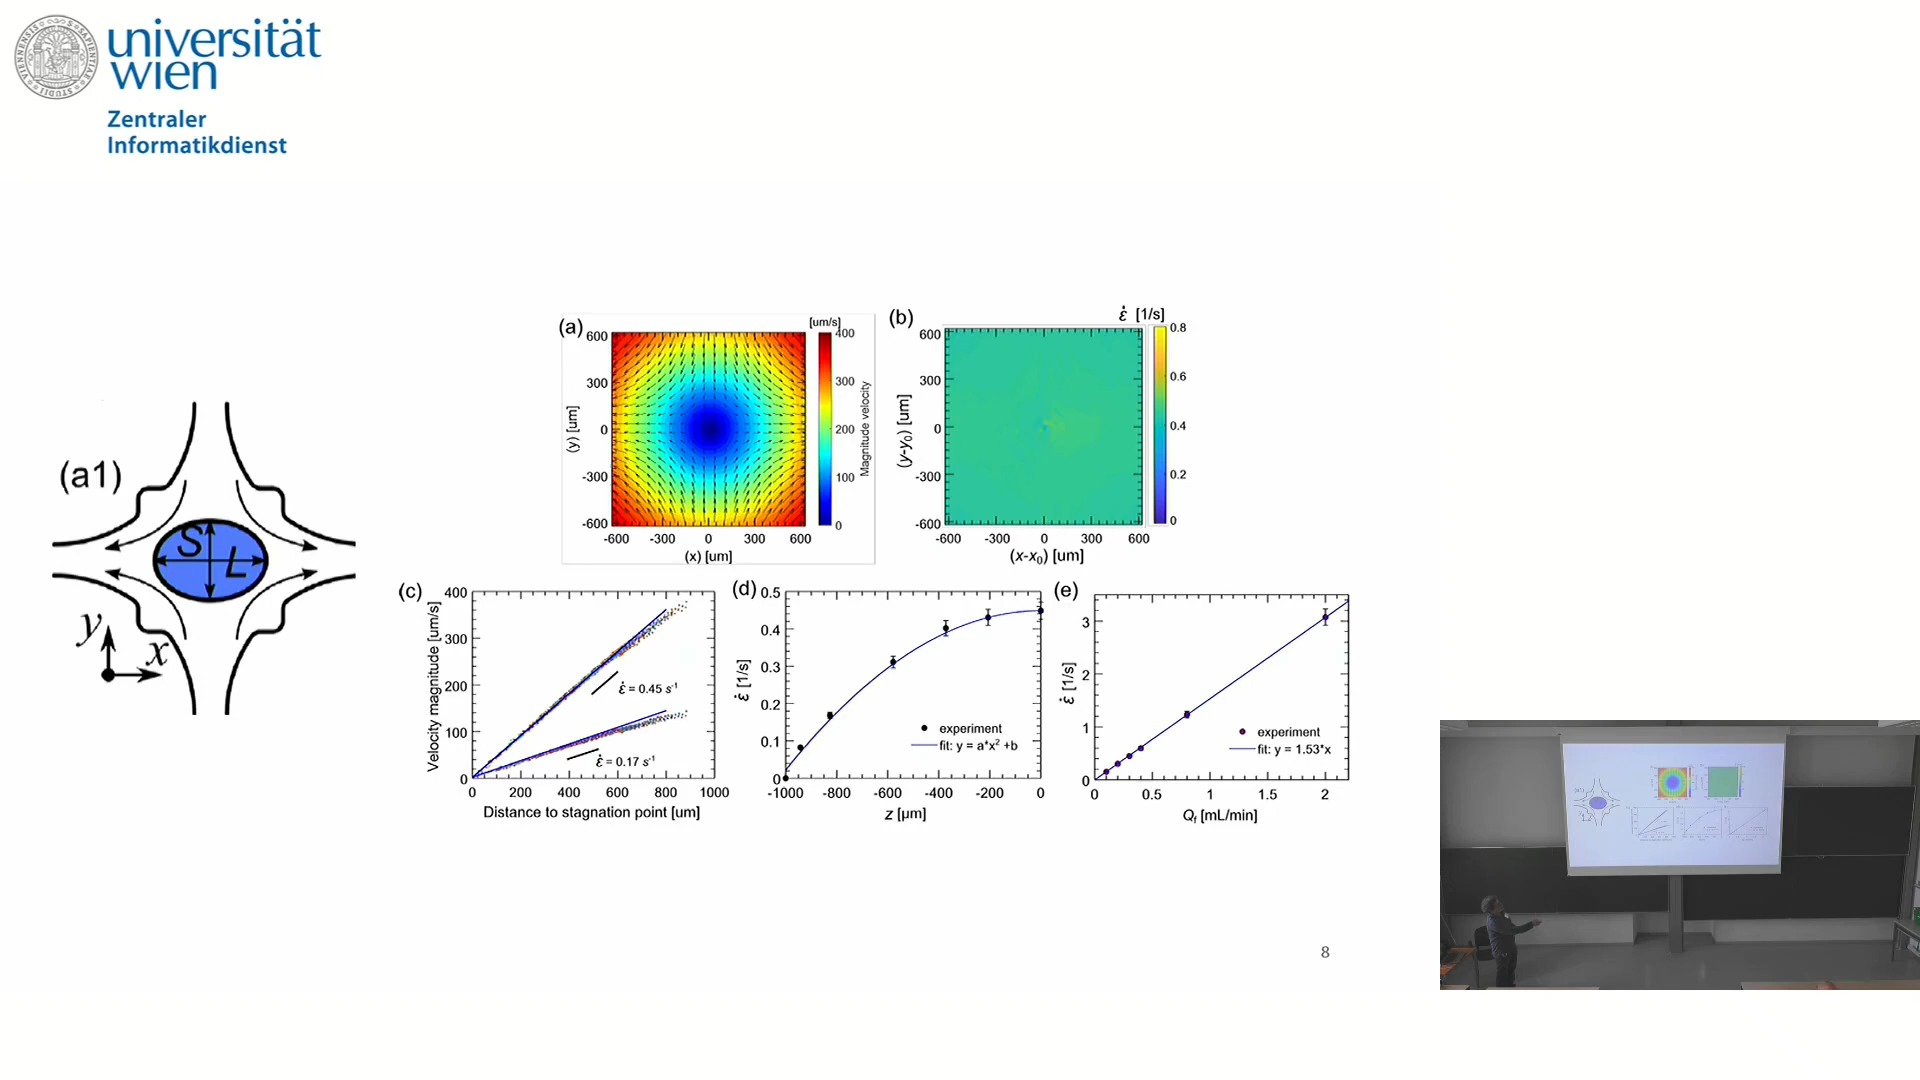 universität
wien
Zentraler
Informatikdienst
(a1)
S
L
y
x
(a)
[um/s]
600
300
0
-300
-600
(y) [um]
-600 -300 0 300 600
(x) [um]
400
300
200
100
0
Magnitude velocity
(b)
ε̇ [1/s]
600
300
0
-300
-600
(y-y₀) [um]
-600 -300 0 300 600
(x-x₀) [um]
0.8
0.6
0.4
0.2
0
(c)
400
300
200
100
0
Velocity magnitude [um/s]
ε̇ = 0.45 s⁻¹
ε̇ = 0.17 s⁻¹
0 200 400 600 800 1000
Distance to stagnation point [um]
(d)
0.5
0.4
0.3
0.2
0.1
0
ε̇ [1/s]
experiment
fit: y = a*x² +b
-1000 -800 -600 -400 -200 0
z [µm]
(e)
3
2
1
0
ε̇ [1/s]
experiment
fit: y = 1.53*x
0 0.5 1 1.5 2
Qf [mL/min]
8